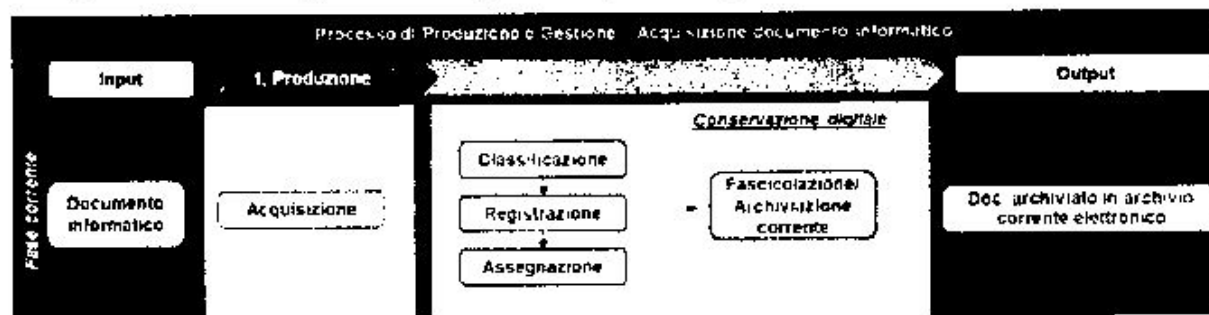 Processo di Produzione e Gestione - Acquisizione documento informatico
Input
1. Produzione
Output
Conservazione digitale
Fase corrente
Documento
informatico
Acquisizione
Classificazione
Registrazione
Assegnazione
Fascicolazione/
Archiviazione
corrente
Doc. archiviato in archivio
corrente elettronico